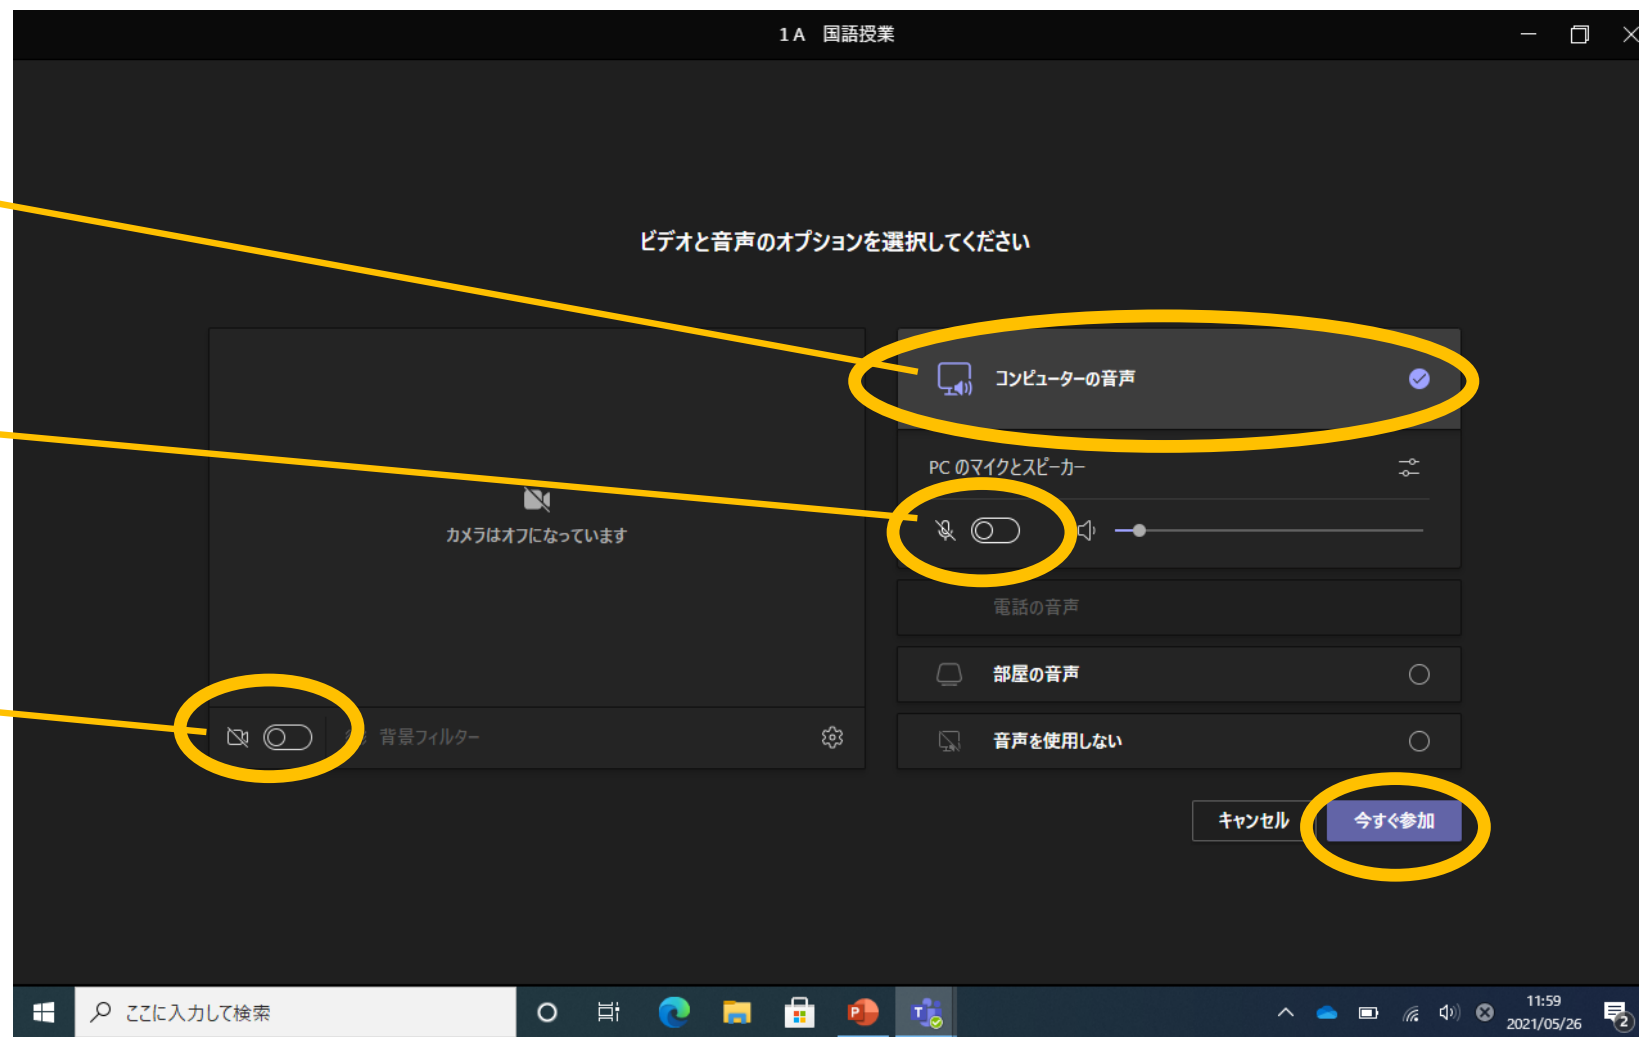 1A 国語授業
ビデオと音声のオプションを選択してください
コンピューターの音声
PC のマイクとスピーカー
カメラはオフになっています
電話の音声
部屋の音声
背景フィルター
音声を使用しない
キャンセル
今すぐ参加
ここに入力して検索
11:59
2021/05/26
2